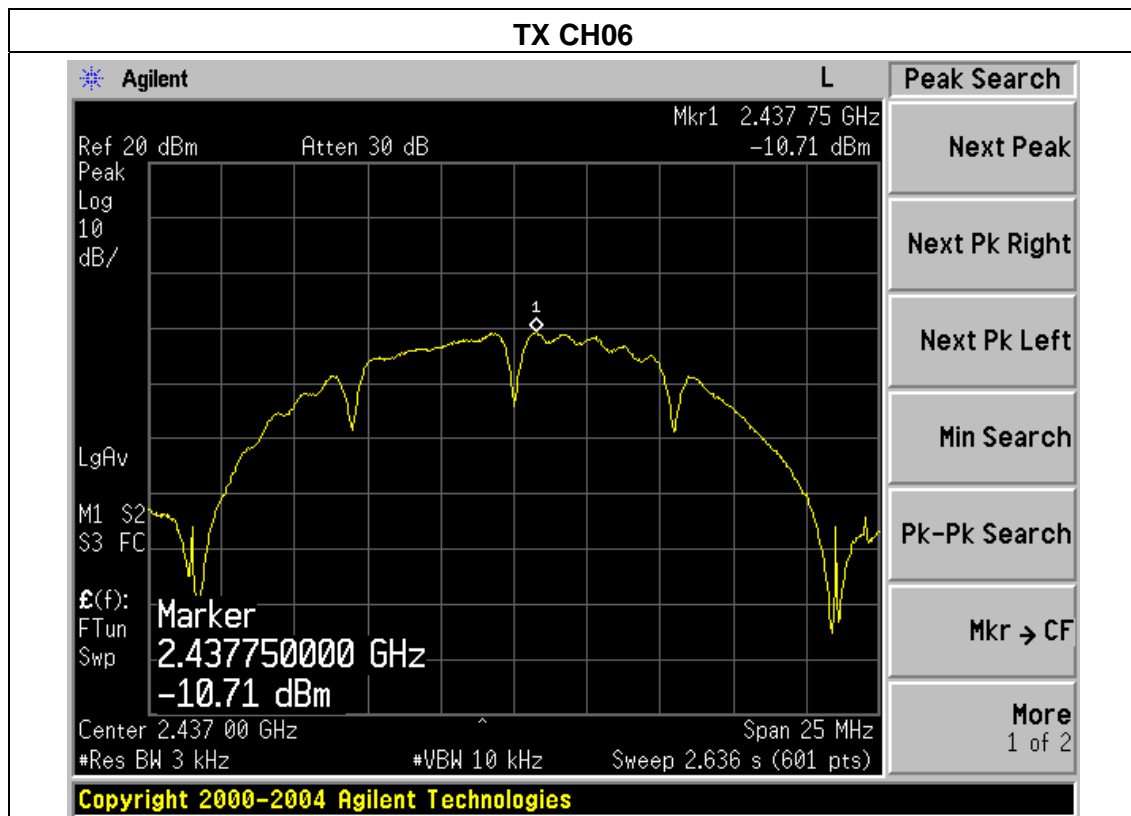 TX CH06
Agilent
L
Peak Search
Mkr1 2.437 75 GHz
Ref 20 dBm Atten 30 dB -10.71 dBm
Peak
Log
10
dB/
1
LgAv
M1 S2
S3 FC
£(f):
FTun
Swp
Marker
2.437750000 GHz
-10.71 dBm
Center 2.437 00 GHz ^ Span 25 MHz
#Res BW 3 kHz #VBW 10 kHz Sweep 2.636 s (601 pts)
Copyright 2000-2004 Agilent Technologies
Next Peak
Next Pk Right
Next Pk Left
Min Search
Pk-Pk Search
Mkr → CF
More
1 of 2